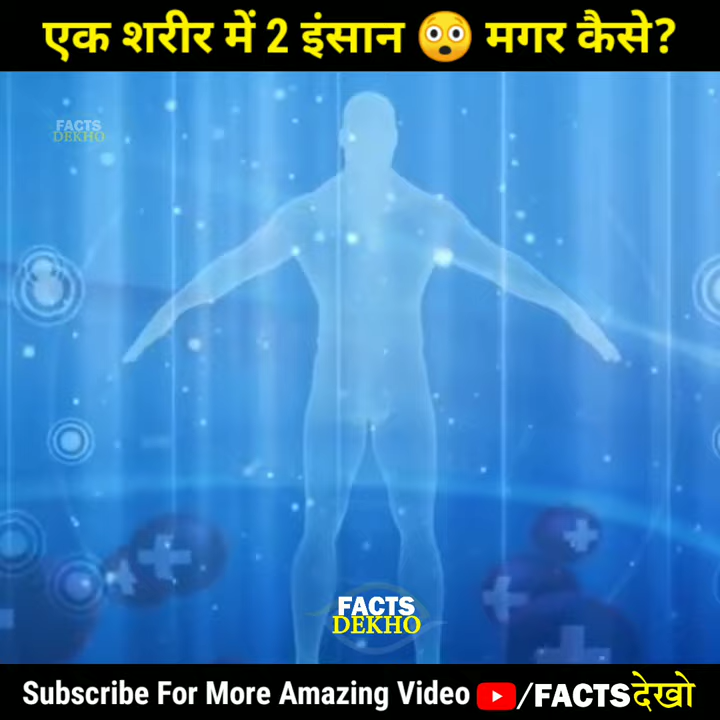 एक शरीर में 2 इंसान 😳 मगर कैसे?
FACTS
DEKHO
FACTS
DEKHO
Subscribe For More Amazing Video /FACTSदेखो